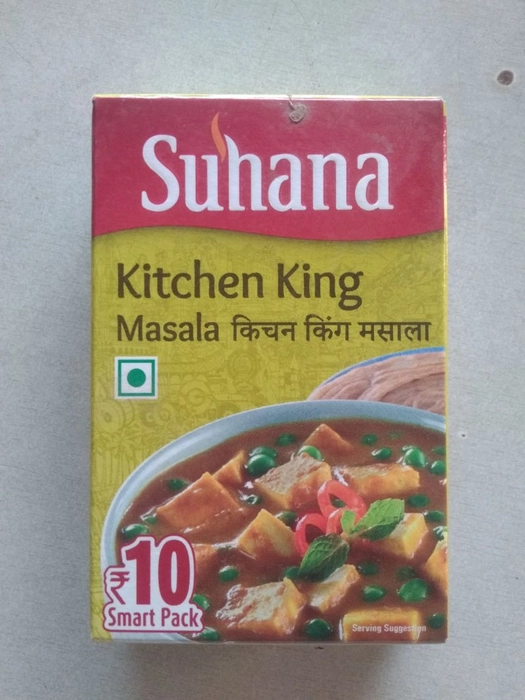 Suhana
Kitchen King
Masala किचन किंग मसाला
₹10
Smart Pack
Serving Suggestion